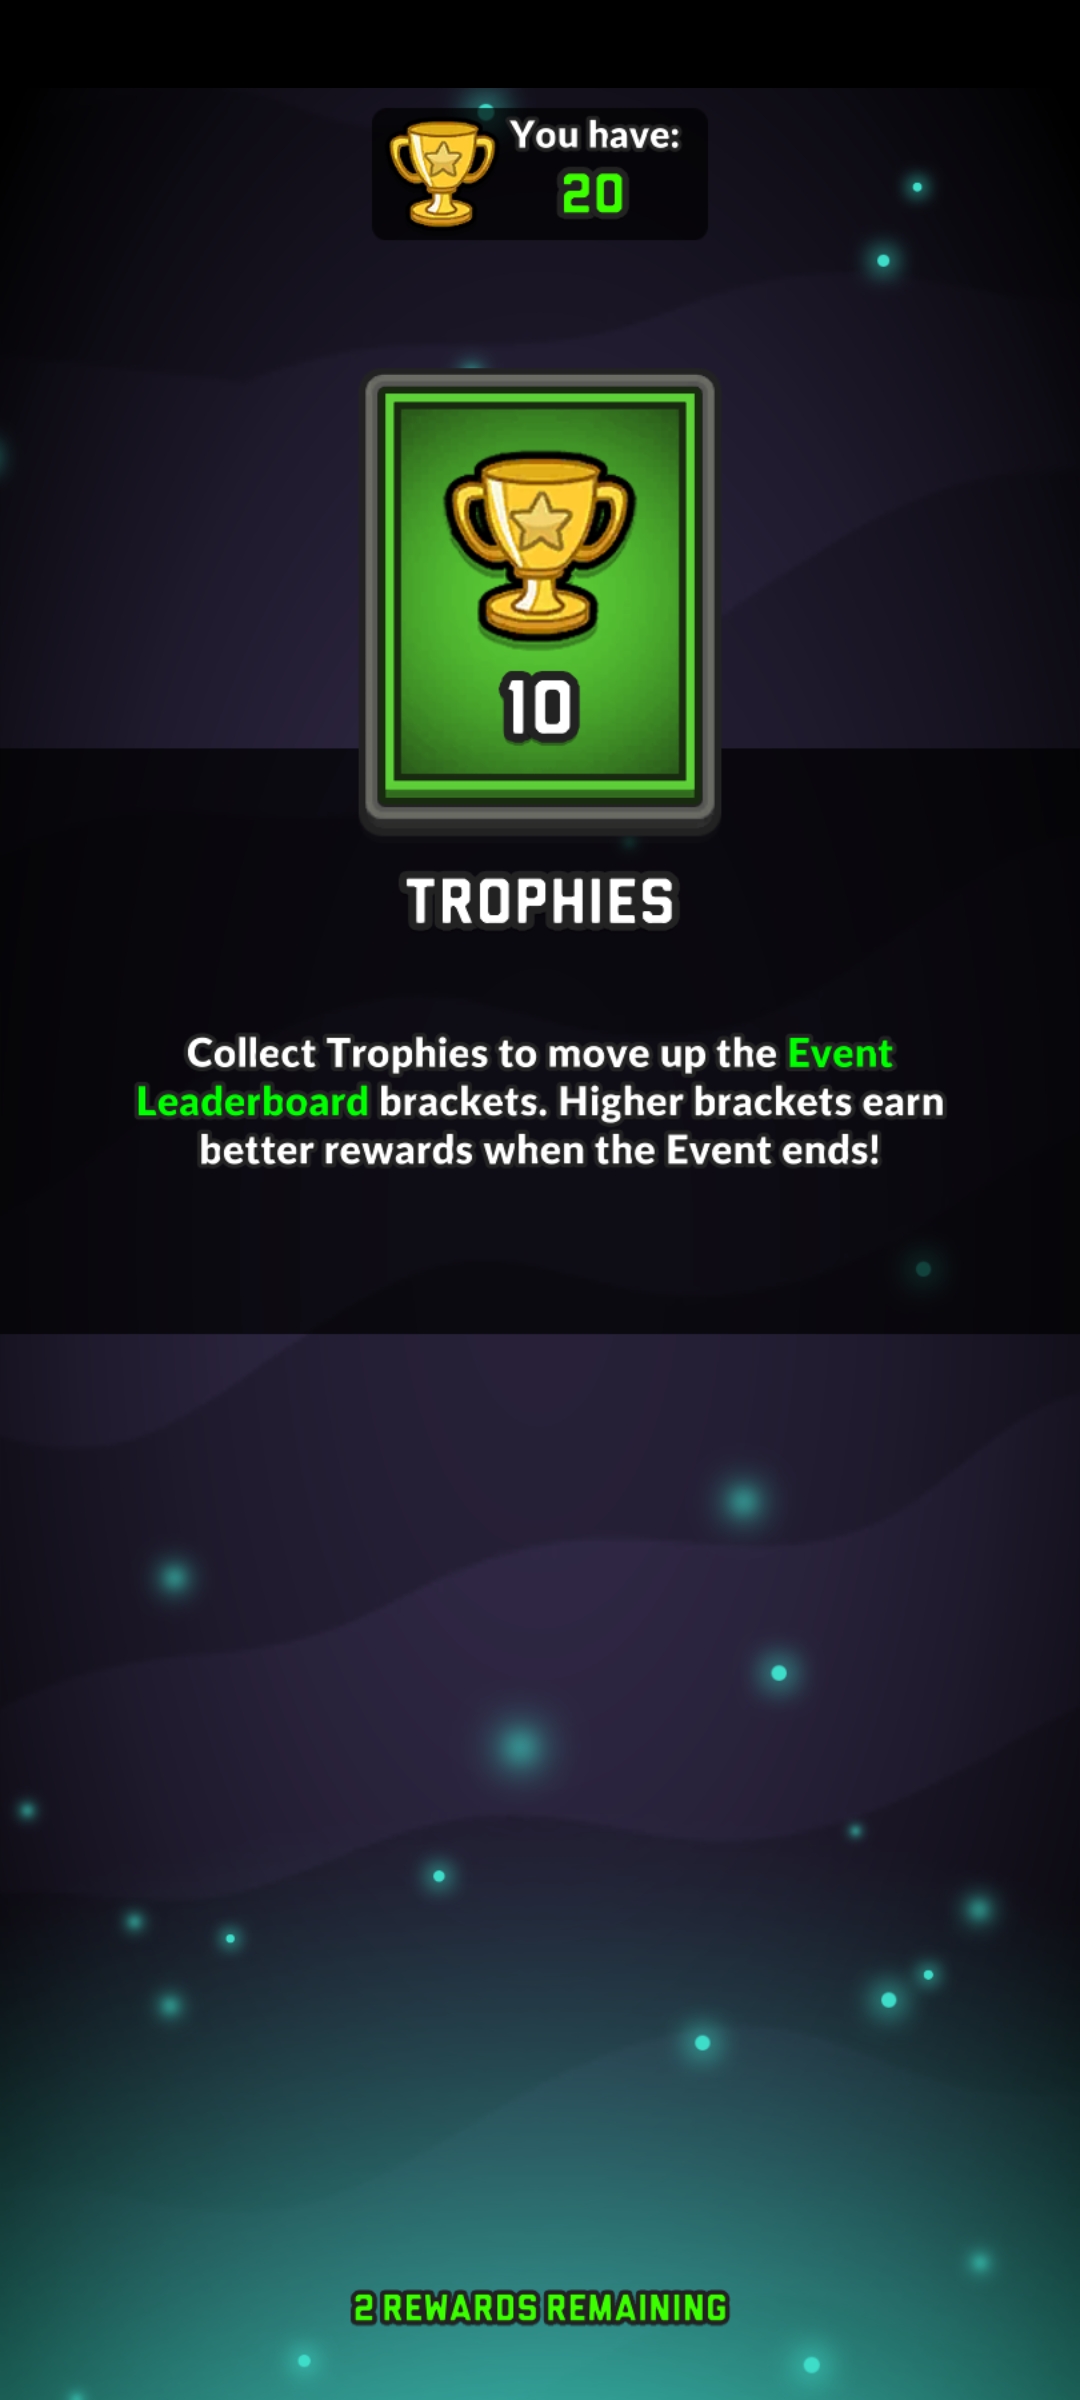 You have:
20
10
TROPHIES
Collect Trophies to move up the Event
Leaderboard brackets. Higher brackets earn
better rewards when the Event ends!
2 REWARDS REMAINING